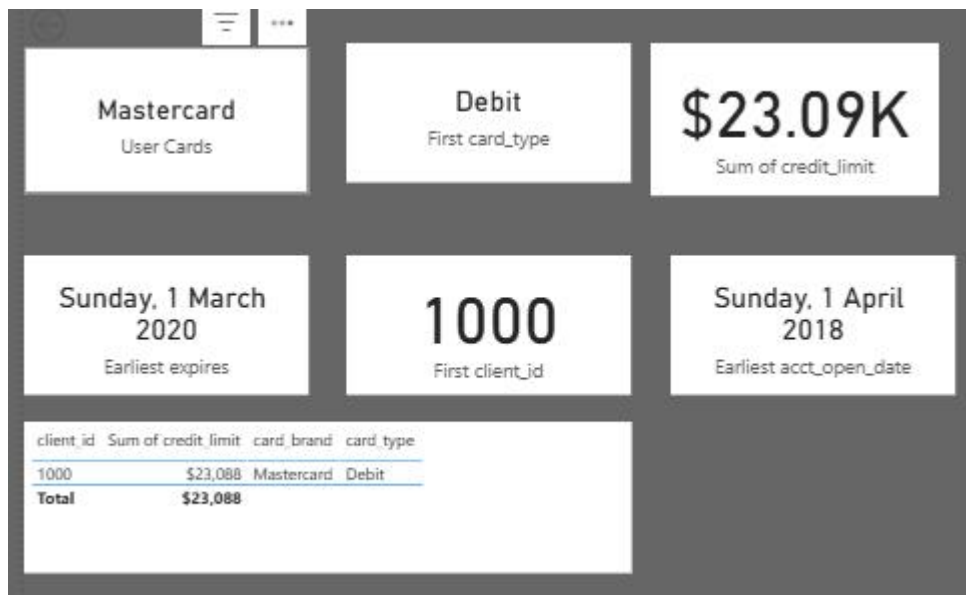 Mastercard
User Cards
Debit
First card_type
$23.09K
Sum of credit_limit
Sunday, 1 March
2020
Earliest expires
1000
First client_id
Sunday, 1 April
2018
Earliest acct_open_date
client_id Sum of credit_limit card_brand card_type
1000 $23,088 Mastercard Debit
Total $23,088